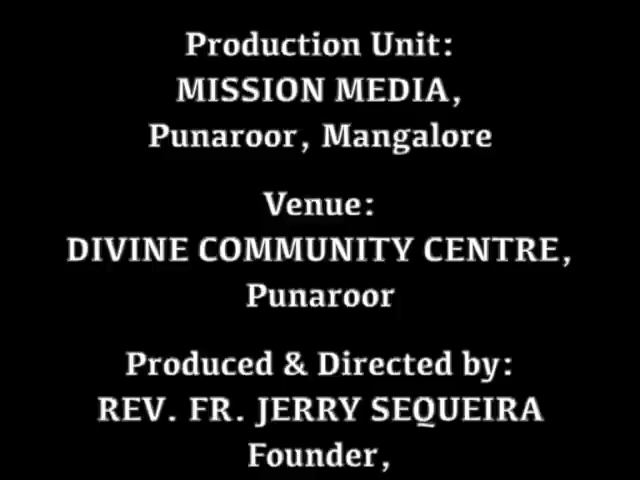 Production Unit:
MISSION MEDIA,
Punaroor, Mangalore
Venue:
DIVINE COMMUNITY CENTRE,
Punaroor
Produced & Directed by:
REV. FR. JERRY SEQUEIRA
Founder,